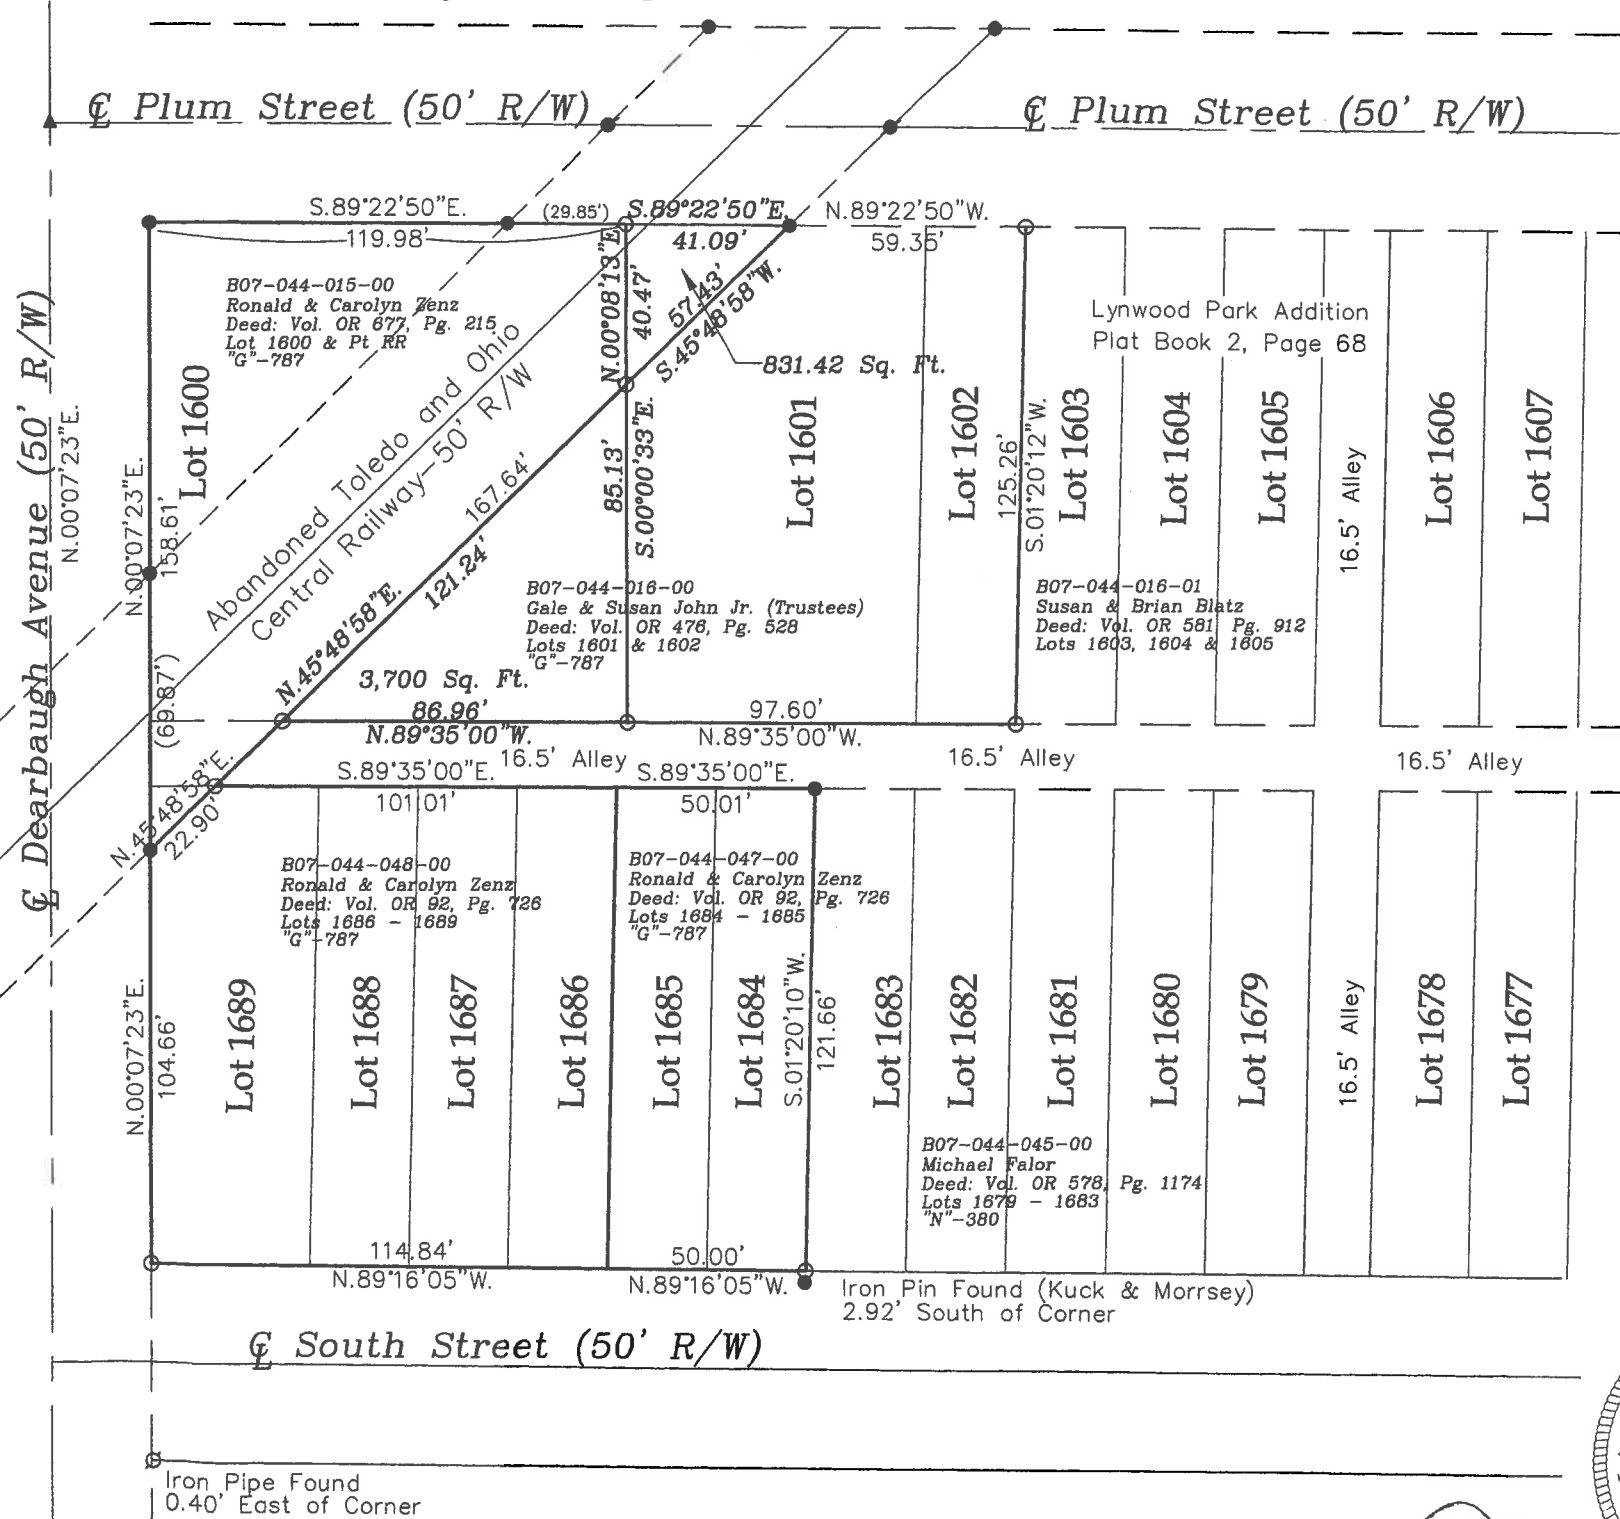 ℄ Plum Street (50' R/W)
℄ Plum Street (50' R/W)
S.89°22'50"E.
(29.85')
S.89°22'50"E.
N.89°22'50"W.
119.98'
41.09'
59.35'
B07-044-015-00
Ronald & Carolyn Zenz
Deed: Vol. OR 677, Pg. 215
Lot 1600 & Pt RR
"G"-787
N.00°08'13"E.
40.47'
57.43'
S.45°48'58"W.
831.42 Sq. Ft.
Lynwood Park Addition
Plat Book 2, Page 68
℄ Dearbaugh Avenue (50' R/W)
N.00°07'23"E.
N.00°07'23"E.
158.61'
Lot 1600
Abandoned Toledo and Ohio
Central Railway-50' R/W
167.64'
121.24'
N.45°48'58"E.
85.13'
S.00°00'33"E.
Lot 1601
Lot 1602
125.26'
S.01°20'12"W.
Lot 1603
Lot 1604
Lot 1605
16.5' Alley
Lot 1606
Lot 1607
B07-044-016-00
Gale & Susan John Jr. (Trustees)
Deed: Vol. OR 476, Pg. 528
Lots 1601 & 1602
"G"-787
B07-044-016-01
Susan & Brian Blatz
Deed: Vol. OR 581 Pg. 912
Lots 1603, 1604 & 1605
(69.87')
3,700 Sq. Ft.
86.96'
N.89°35'00"W.
97.60'
N.89°35'00"W.
16.5' Alley
16.5' Alley
16.5' Alley
S.89°35'00"E.
S.89°35'00"E.
101.01'
50.01'
N.45°48'58"E.
22.90'
B07-044-048-00
Ronald & Carolyn Zenz
Deed: Vol. OR 92, Pg. 726
Lots 1686 - 1689
"G"-787
B07-044-047-00
Ronald & Carolyn Zenz
Deed: Vol. OR 92, Pg. 726
Lots 1684 - 1685
"G"-787
N.00°07'23"E.
104.66'
Lot 1689
Lot 1688
Lot 1687
Lot 1686
Lot 1685
Lot 1684
S.01°20'10"W.
121.66'
Lot 1683
Lot 1682
Lot 1681
Lot 1680
Lot 1679
16.5' Alley
Lot 1678
Lot 1677
B07-044-045-00
Michael Falor
Deed: Vol. OR 578, Pg. 1174
Lots 1679 - 1683
"N"-380
114.84'
N.89°16'05"W.
50.00'
N.89°16'05"W.
Iron Pin Found (Kuck & Morrsey)
2.92' South of Corner
℄ South Street (50' R/W)
Iron Pipe Found
0.40' East of Corner